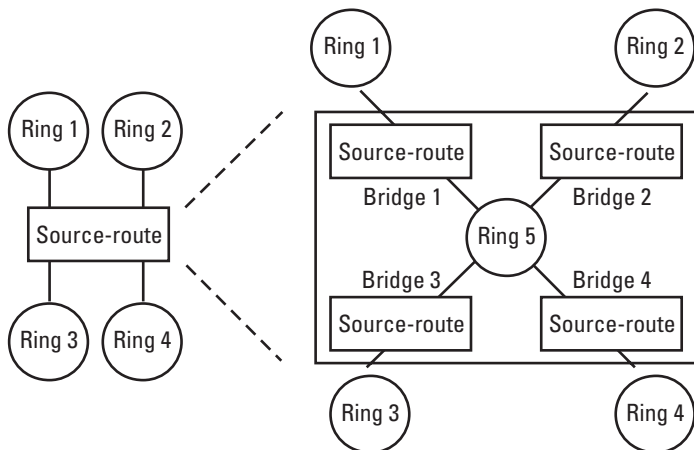 Ring 1
Ring 2
Source-route
Ring 3
Ring 4
Ring 1
Ring 2
Source-route
Source-route
Bridge 1
Bridge 2
Ring 5
Bridge 3
Bridge 4
Source-route
Source-route
Ring 3
Ring 4